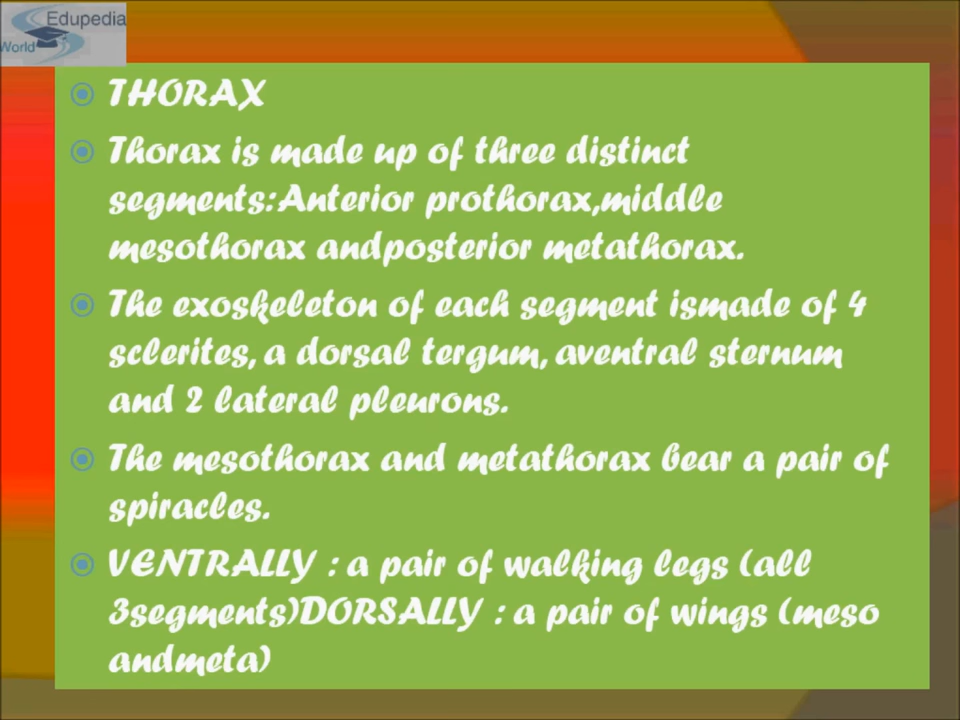 Edupedia
World
THORAX
Thorax is made up of three distinct
segments:Anterior prothorax,middle
mesothorax andposterior metathorax.
The exoskeleton of each segment ismade of 4
sclerites, a dorsal tergum, aventral sternum
and 2 lateral pleurons.
The mesothorax and metathorax bear a pair of
spiracles.
VENTRALLY : a pair of walking legs (all
3segments)DORSALLY : a pair of wings (meso
andmeta)